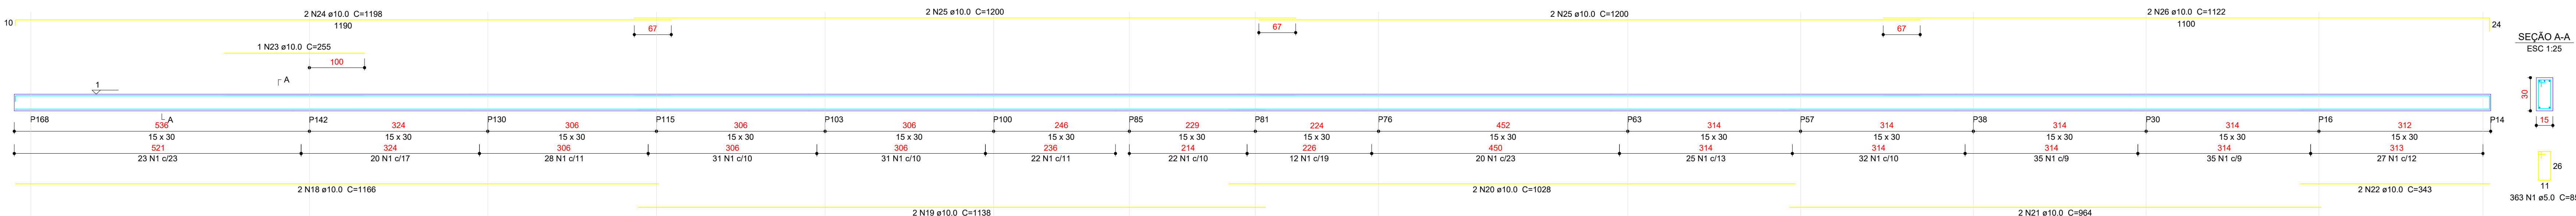 2 N24 ø10.0 C=1198
2 N25 ø10.0 C=1200
2 N25 ø10.0 C=1200
2 N26 ø10.0 C=1122
10
1190
67
67
67
1100
24
1 N23 ø10.0 C=255
100
SEÇÃO A-A
ESC 1:25
A
1
A
30
15
P168
P142
P130
P115
P103
P100
P85
P81
P76
P63
P57
P38
P30
P16
P14
536
324
306
306
306
246
229
224
452
314
314
314
314
312
15 x 30
15 x 30
15 x 30
15 x 30
15 x 30
15 x 30
15 x 30
15 x 30
15 x 30
15 x 30
15 x 30
15 x 30
15 x 30
15 x 30
521
324
306
306
306
236
214
226
450
314
314
314
314
313
23 N1 c/23
20 N1 c/17
28 N1 c/11
31 N1 c/10
31 N1 c/10
22 N1 c/11
22 N1 c/10
12 N1 c/19
20 N1 c/23
25 N1 c/13
32 N1 c/10
35 N1 c/9
35 N1 c/9
27 N1 c/12
26
11
363 N1 ø5.0
2 N18 ø10.0 C=1166
2 N20 ø10.0 C=1028
2 N22 ø10.0 C=343
2 N19 ø10.0 C=1138
2 N21 ø10.0 C=964